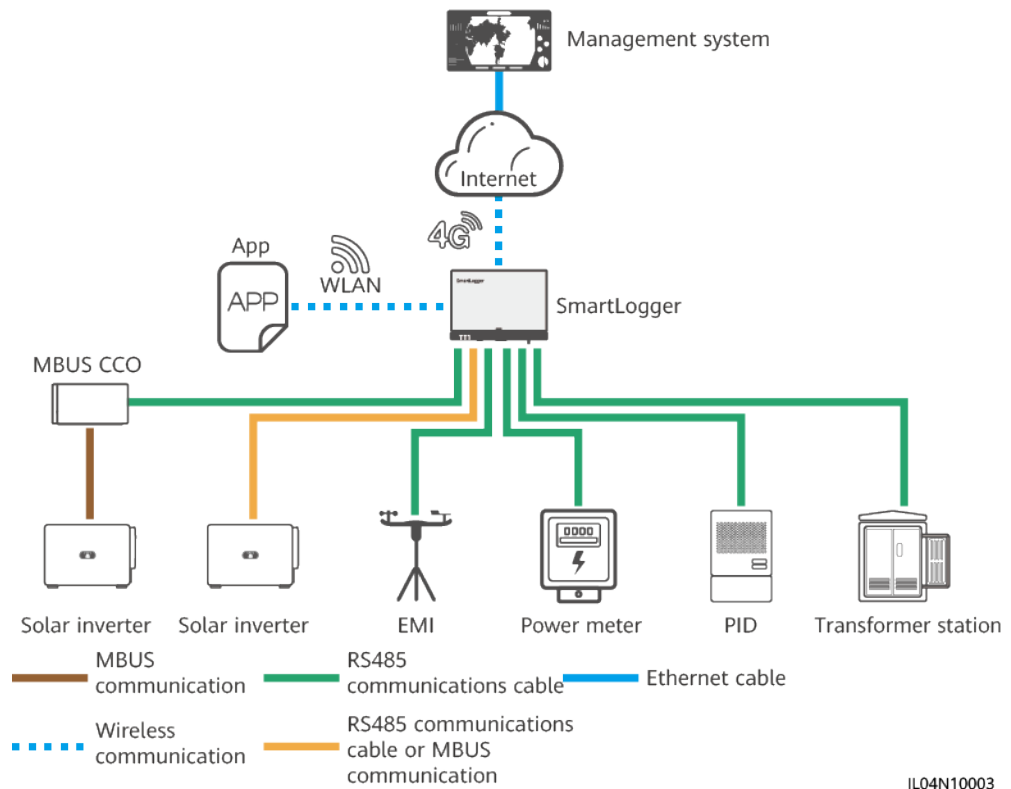 Management system
Internet
4G
App
WLAN
APP
SmartLogger
SmartLogger
MBUS CCO
0000
Solar inverter
Solar inverter
EMI
Power meter
PID
Transformer station
MBUS
communication
RS485
communications cable
Ethernet cable
Wireless
communication
RS485 communications
cable or MBUS
communication
IL04N10003